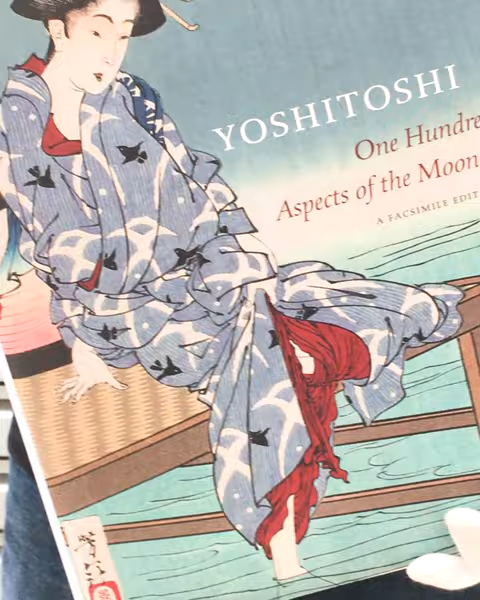 YOSHITOSHI
One Hundre
Aspects of the Moon
A FACSIMILE EDIT